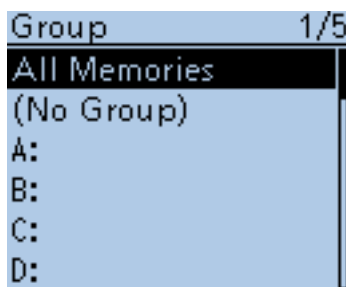 Group 1/5
All Memories
(No Group)
A:
B:
C:
D: